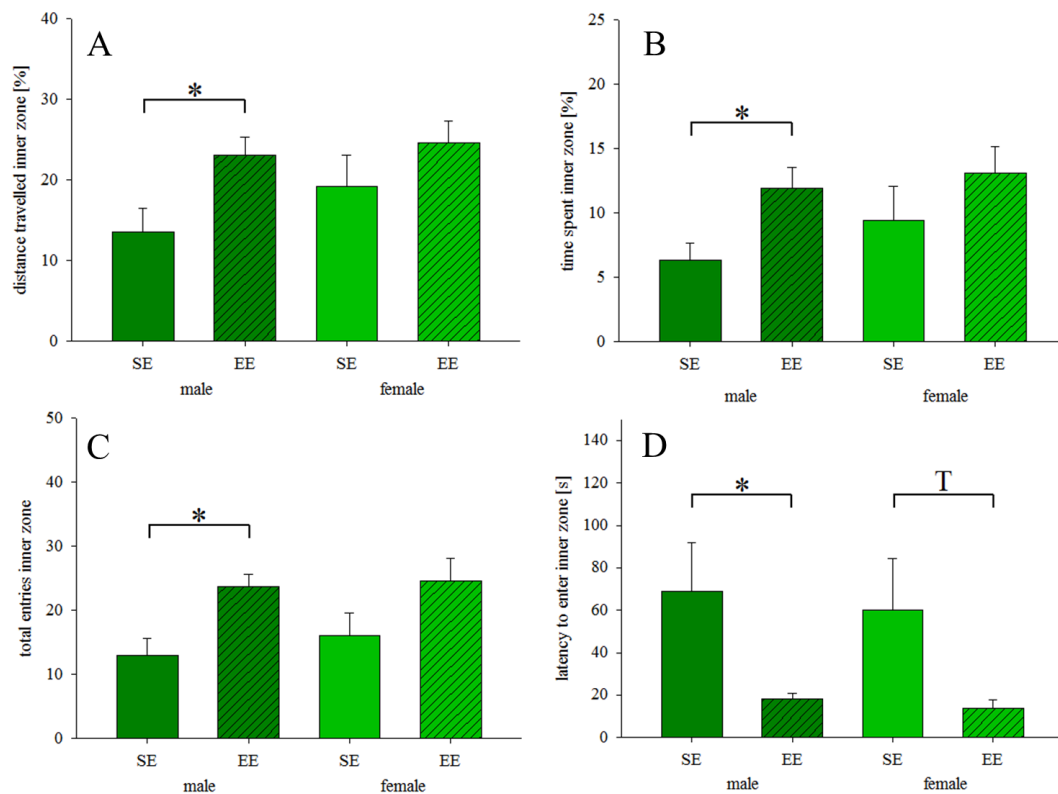 A
distance travelled inner zone [%]
40
30
20
10
0
*
SE EE SE EE
male female
B
time spent inner zone [%]
25
20
15
10
5
0
*
SE EE SE EE
male female
C
total entries inner zone
50
40
30
20
10
0
*
SE EE SE EE
male female
D
latency to enter inner zone [s]
140
120
100
80
60
40
20
0
* T
SE EE SE EE
male female